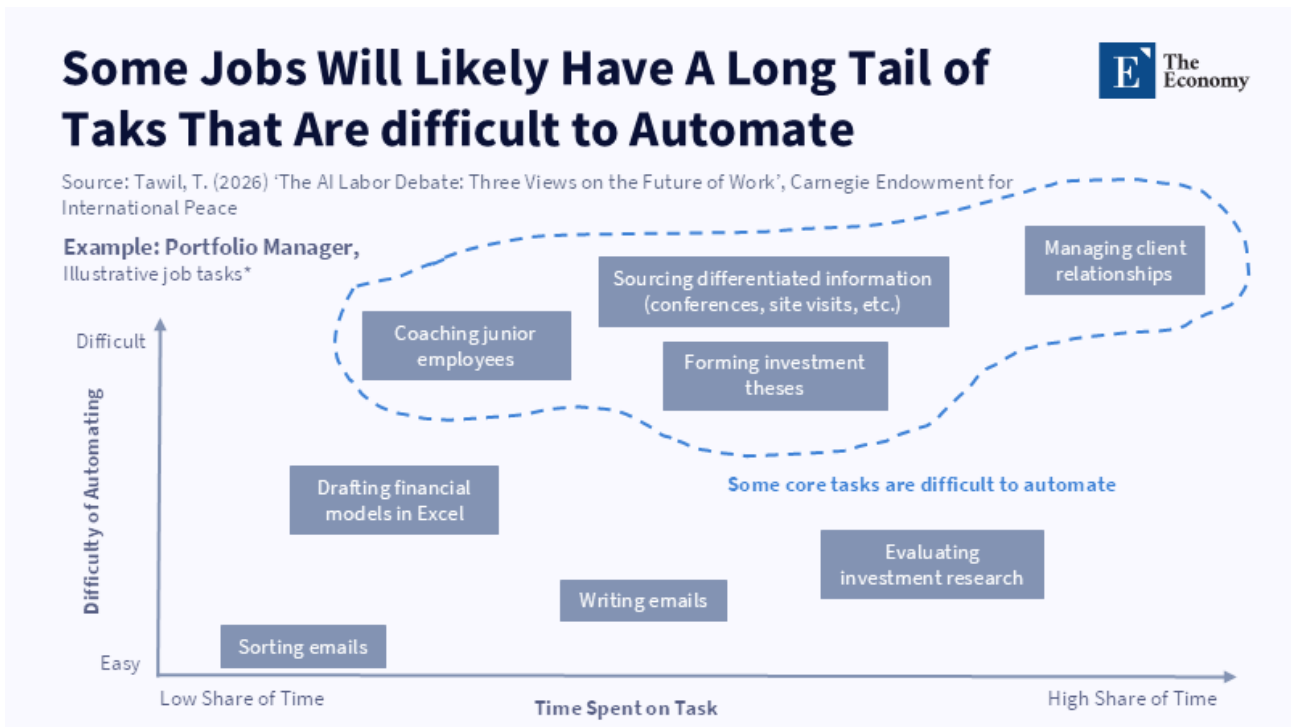 Some Jobs Will Likely Have A Long Tail of
Taks That Are difficult to Automate
E
The
Economy
Source: Tawil, T. (2026) ‘The AI Labor Debate: Three Views on the Future of Work’, Carnegie Endowment for
International Peace
Example: Portfolio Manager,
Illustrative job tasks*
Managing client
relationships
Sourcing differentiated information
(conferences, site visits, etc.)
Coaching junior
employees
Forming investment
theses
Difficult
Difficulty of Automating
Drafting financial
models in Excel
Some core tasks are difficult to automate
Evaluating
investment research
Writing emails
Sorting emails
Easy
Low Share of Time
Time Spent on Task
High Share of Time